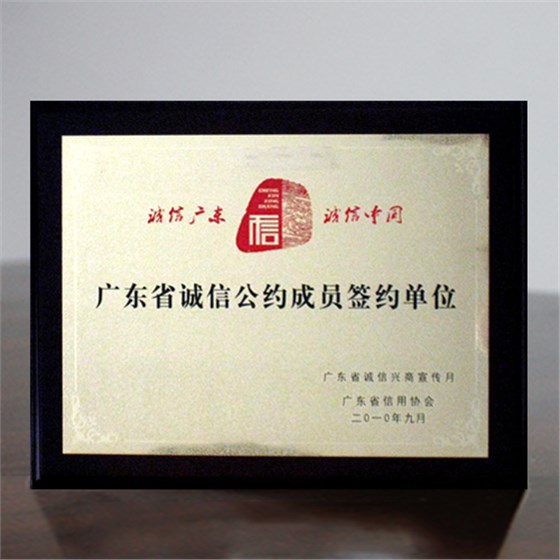 诚信广东 信 诚信中国
广东省诚信公约成员签约单位
广东省诚信兴商宣传月
广东省信用协会
二〇一〇年九月